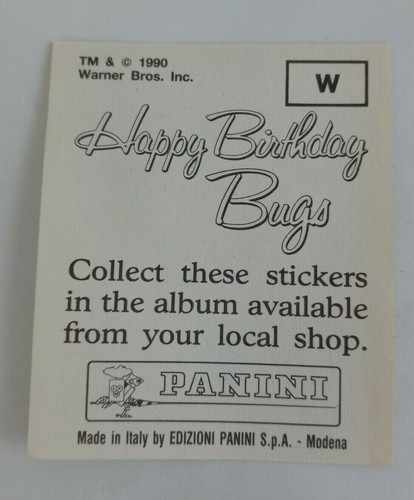 TM & © 1990
Warner Bros. Inc.
W
Happy Birthday
Bugs
Collect these stickers
in the album available
from your local shop.
PANINI
Made in Italy by EDIZIONI PANINI S.p.A. - Modena